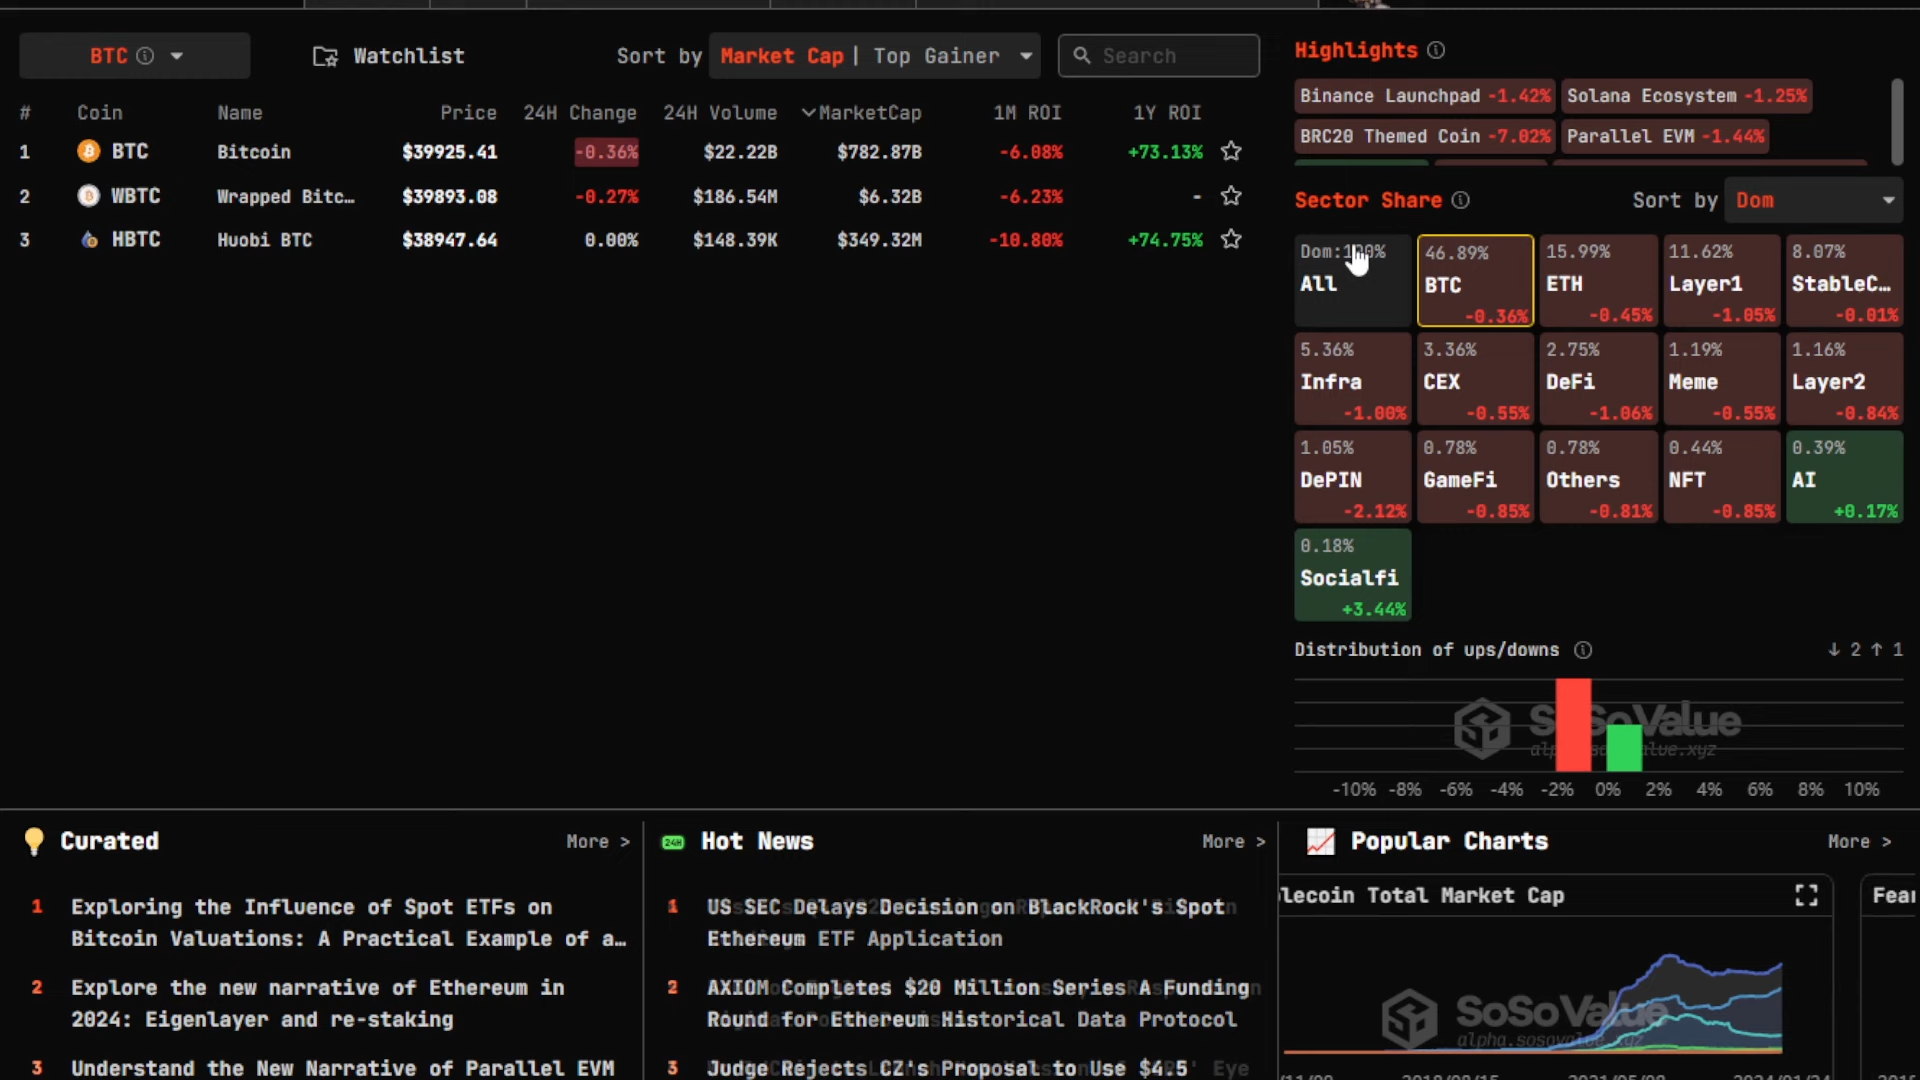 BTC
Watchlist
Sort by Market Cap | Top Gainer
Search
# Coin Name Price 24H Change 24H Volume MarketCap 1M ROI 1Y ROI
1 BTC Bitcoin $39925.41 -0.36% $22.22B $782.87B -6.08% +73.13%
2 WBTC Wrapped Bitc… $39893.08 -0.27% $186.54M $6.32B -6.23% -
3 HBTC Huobi BTC $38947.64 0.00% $148.39K $349.32M -10.80% +74.75%
Highlights
Binance Launchpad -1.42% Solana Ecosystem -1.25%
BRC20 Themed Coin -7.02% Parallel EVM -1.44%
Sector Share Sort by Dom
Dom: 46.89% 15.99% 11.62% 8.07%
All BTC ETH Layer1 StableC…
-0.36% -0.45% -1.05% -0.01%
5.36% 3.36% 2.75% 1.19% 1.16%
Infra CEX DeFi Meme Layer2
-1.00% -0.55% -1.06% -0.55% -0.84%
1.05% 0.78% 0.78% 0.44% 0.39%
DePIN GameFi Others NFT AI
-2.12% -0.85% -0.81% -0.85% +0.17%
0.18%
Socialfi
+3.44%
Distribution of ups/downs ↓ 2 ↑ 1
SoSoValue
-10% -8% -6% -4% -2% 0% 2% 4% 6% 8% 10%
Curated More >
1 Exploring the Influence of Spot ETFs on
Bitcoin Valuations: A Practical Example of a…
2 Explore the new narrative of Ethereum in
2024: Eigenlayer and re-staking
3 Understand the New Narrative of Parallel EVM
24H Hot News More >
1 US SEC Delays Decision on BlackRock's Spot
Ethereum ETF Application
2 AXIOM Completes $20 Million Series A Funding
Round for Ethereum Historical Data Protocol
3 Judge Rejects CZ's Proposal to Use $4.5
Popular Charts More >
lecoin Total Market Cap
Fear
SoSoValue
alpha.sosovalue.xyz